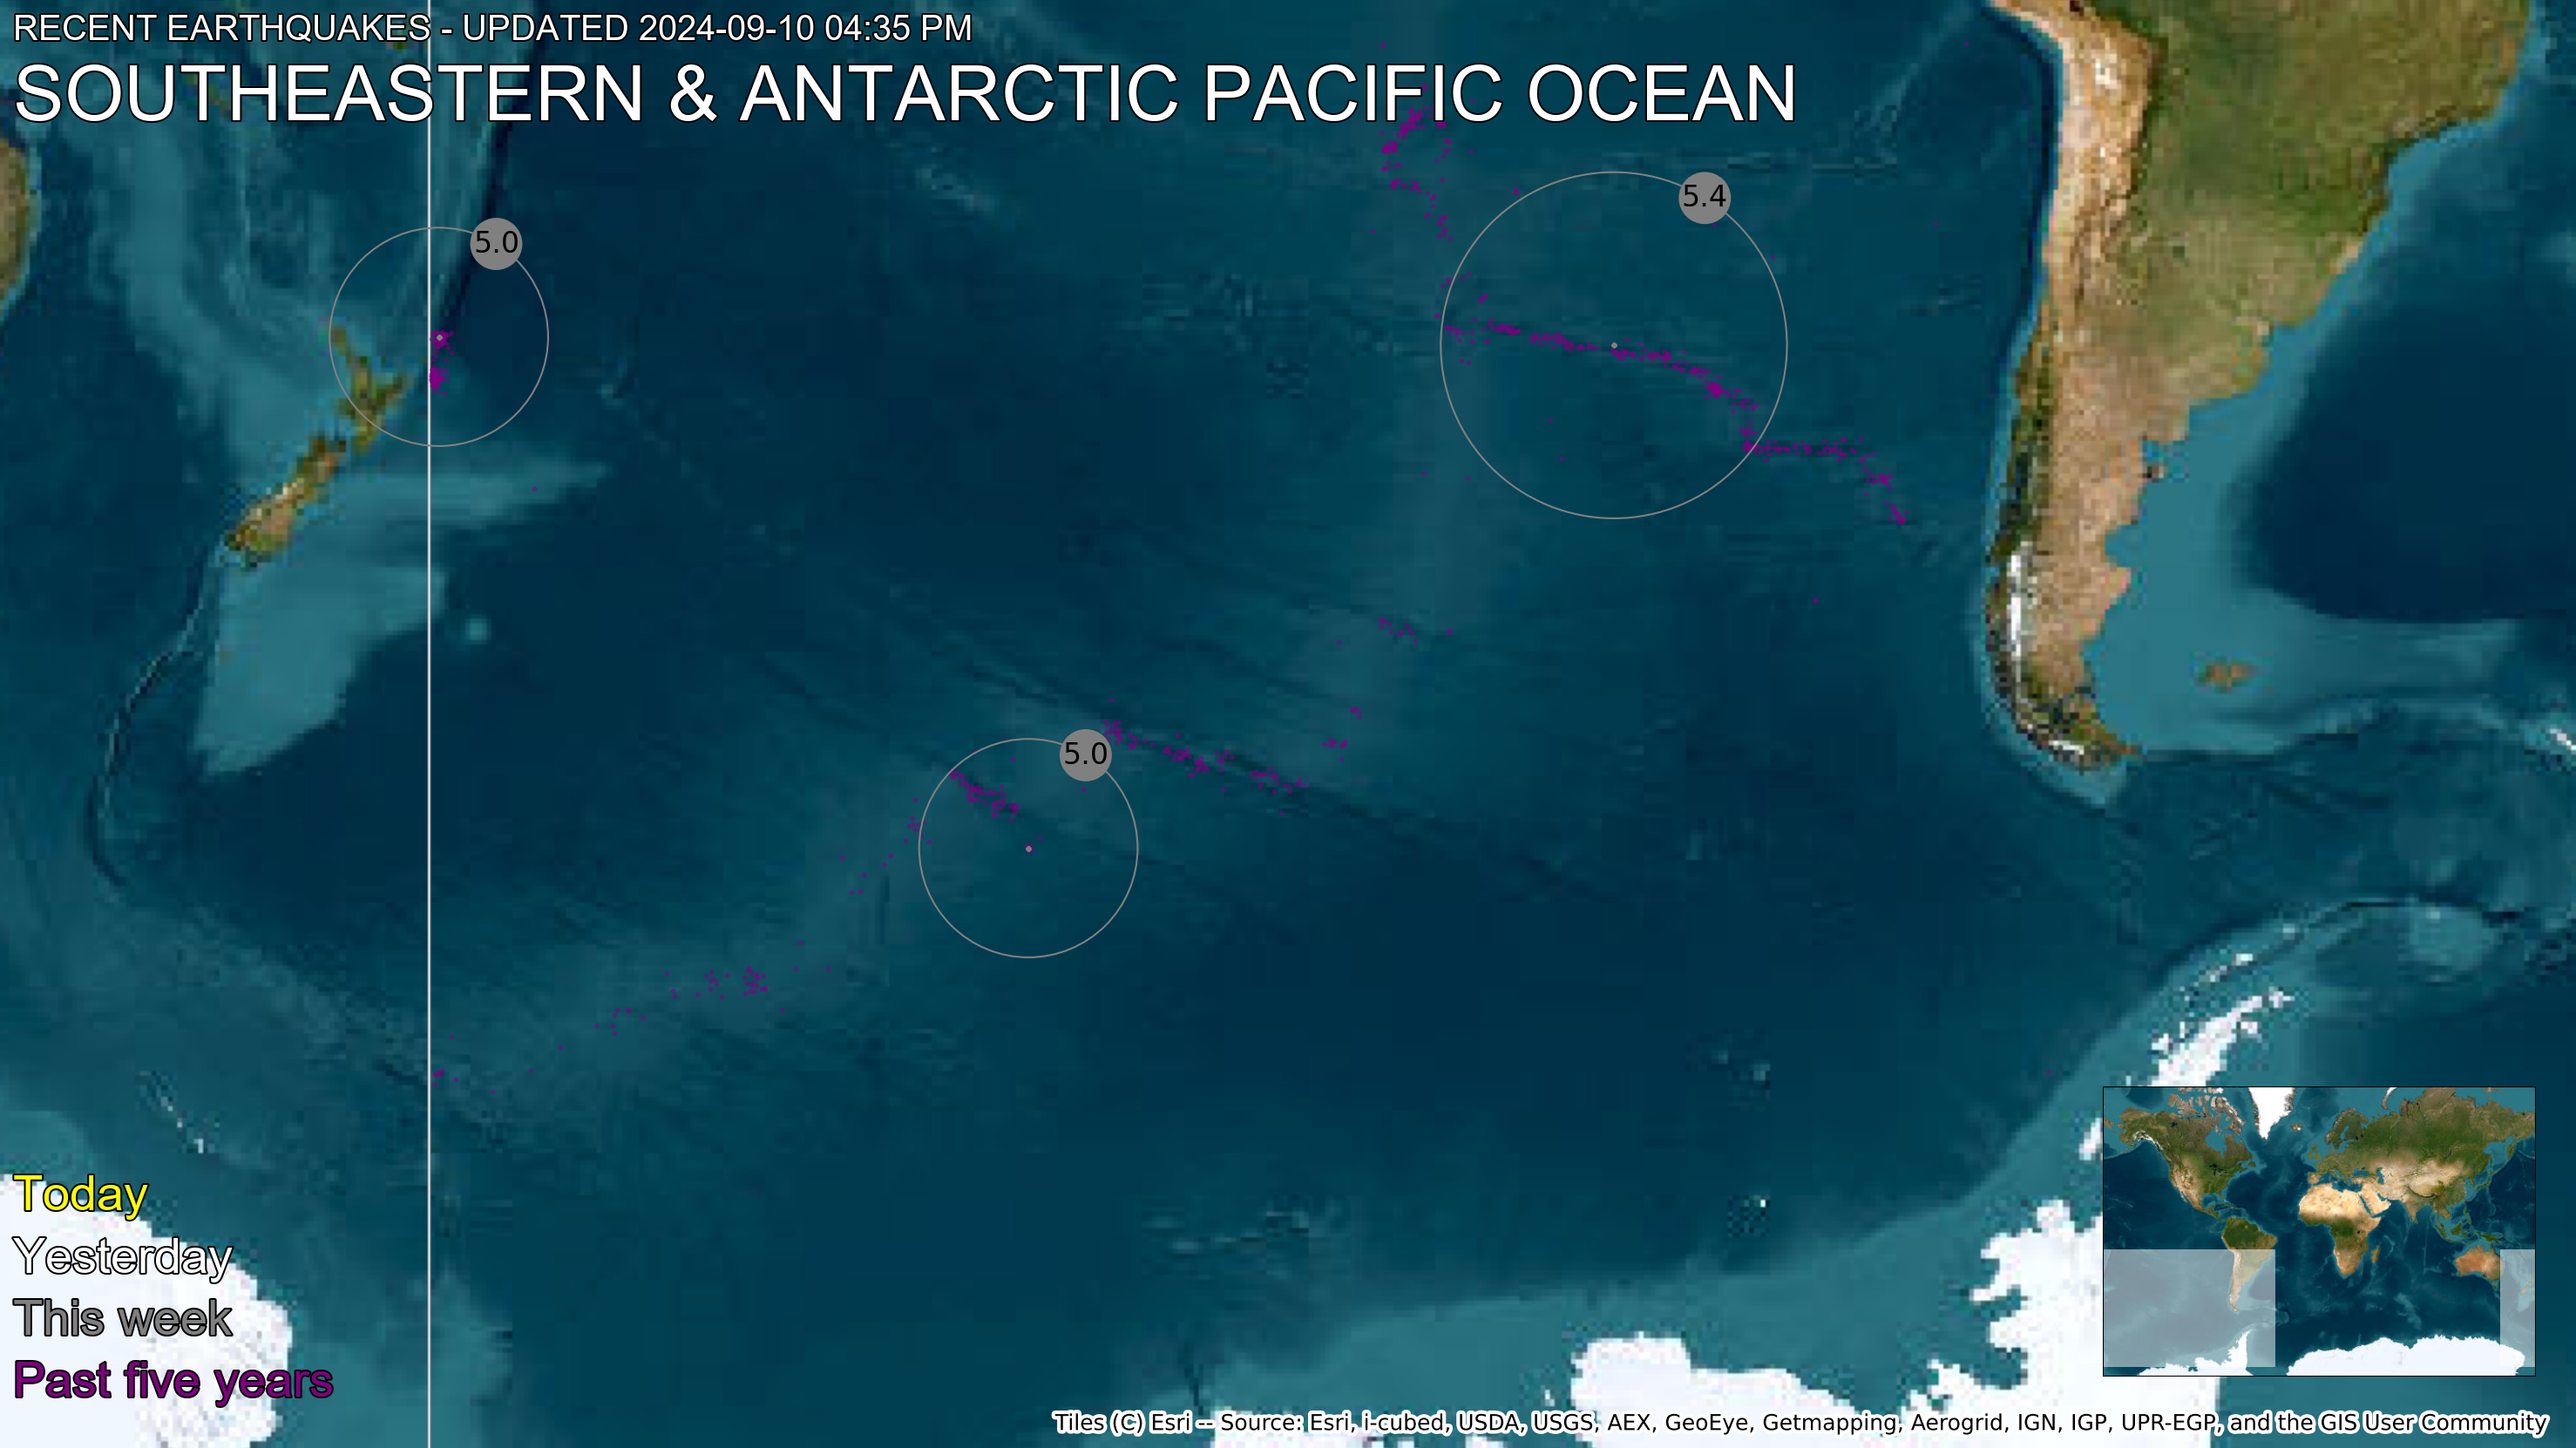 RECENT EARTHQUAKES - UPDATED 2024-09-10 04:35 PM
SOUTHEASTERN & ANTARCTIC PACIFIC OCEAN
5.4
5.0
5.0
Today
Yesterday
This week
Past five years
Tiles (C) Esri -- Source: Esri, i-cubed, USDA, USGS, AEX, GeoEye, Getmapping, Aerogrid, IGN, IGP, UPR-EGP, and the GIS User Community